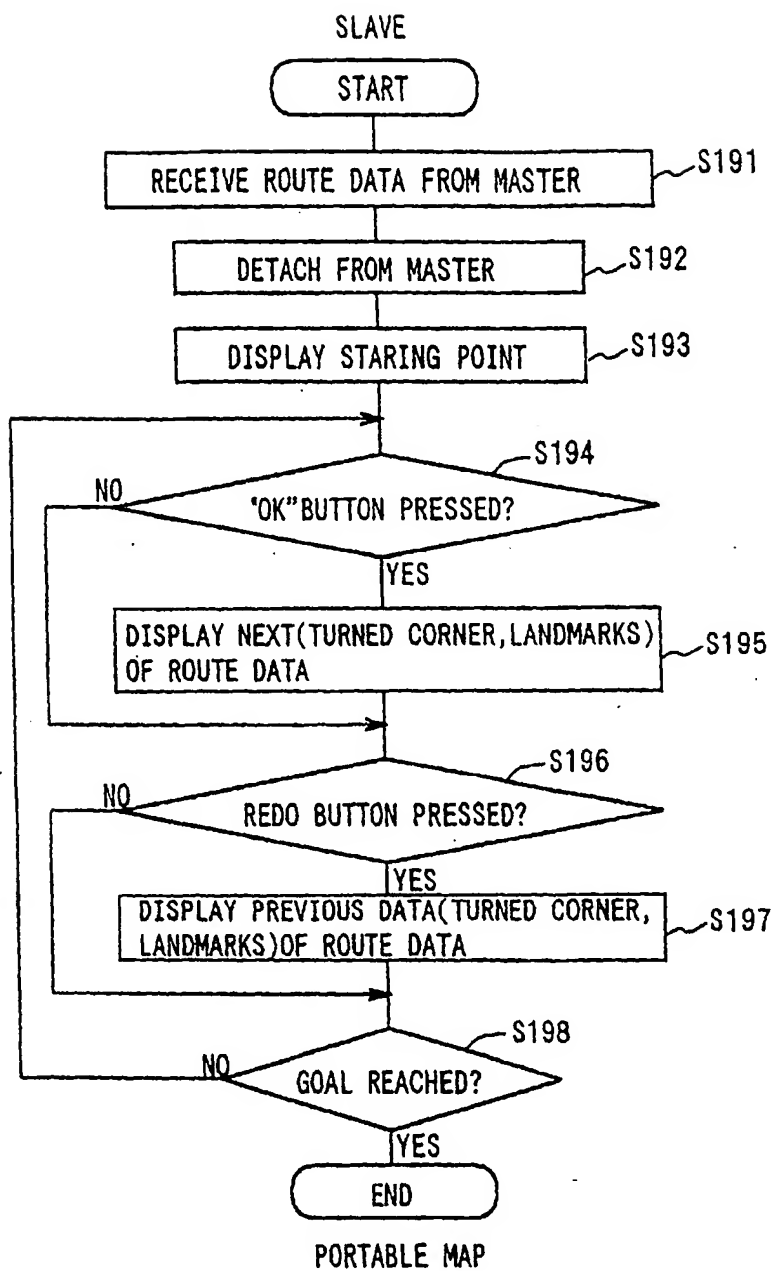 SLAVE
START
RECEIVE ROUTE DATA FROM MASTER
S191
DETACH FROM MASTER
S192
DISPLAY STARING POINT
S193
S194
NO
"OK"BUTTON PRESSED?
YES
DISPLAY NEXT(TURNED CORNER,LANDMARKS)
OF ROUTE DATA
S195
S196
NO
REDO BUTTON PRESSED?
YES
DISPLAY PREVIOUS DATA(TURNED CORNER,
LANDMARKS)OF ROUTE DATA
S197
S198
NO
GOAL REACHED?
YES
END
PORTABLE MAP